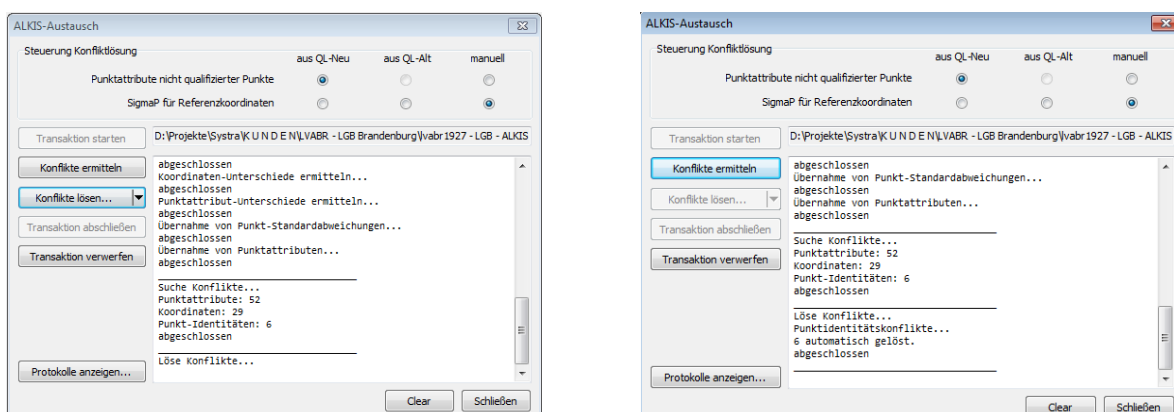 ALKIS-Austausch
Steuerung Konfliktlösung
aus QL-Neu aus QL-Alt manuell
Punktattribute nicht qualifizierter Punkte
SigmaP für Referenzkoordinaten
Transaktion starten
D:\Projekte\Systra\K U N D E N\LVABR - LGB Brandenburg\lvabr1927 - LGB - ALKIS
Konflikte ermitteln
Konflikte lösen...
Transaktion abschließen
Transaktion verwerfen
abgeschlossen
Koordinaten-Unterschiede ermitteln...
abgeschlossen
Punktattribut-Unterschiede ermitteln...
abgeschlossen
Übernahme von Punkt-Standardabweichungen...
abgeschlossen
Übernahme von Punktattributen...
abgeschlossen
Suche Konflikte...
Punktattribute: 52
Koordinaten: 29
Punkt-Identitäten: 6
abgeschlossen
Löse Konflikte...
Protokolle anzeigen...
Clear
Schließen
ALKIS-Austausch
Steuerung Konfliktlösung
aus QL-Neu aus QL-Alt manuell
Punktattribute nicht qualifizierter Punkte
SigmaP für Referenzkoordinaten
Transaktion starten
D:\Projekte\Systra\K U N D E N\LVABR - LGB Brandenburg\lvabr1927 - LGB - ALKIS
Konflikte ermitteln
Konflikte lösen...
Transaktion abschließen
Transaktion verwerfen
abgeschlossen
Übernahme von Punkt-Standardabweichungen...
abgeschlossen
Übernahme von Punktattributen...
abgeschlossen
Suche Konflikte...
Punktattribute: 52
Koordinaten: 29
Punkt-Identitäten: 6
abgeschlossen
Löse Konflikte...
Punktidentitätskonflikte...
6 automatisch gelöst.
abgeschlossen
Protokolle anzeigen...
Clear
Schließen